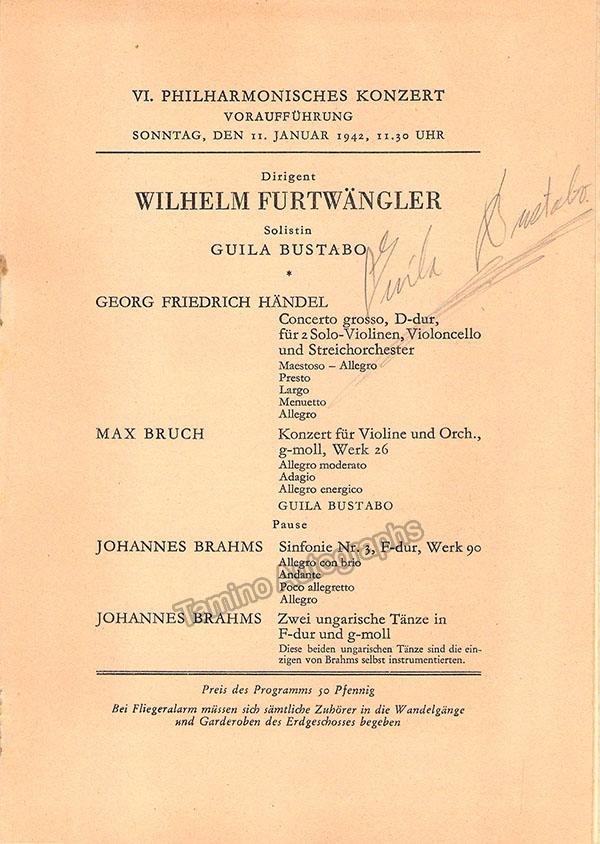 VI. PHILHARMONISCHES KONZERT
VORAUFFÜHRUNG
SONNTAG, DEN 11. JANUAR 1942, 11.30 UHR
Dirigent
WILHELM FURTWÄNGLER
Solistin
GUILA BUSTABO
Guila Bustabo.
*
GEORG FRIEDRICH HÄNDEL
Concerto grosso, D-dur,
für 2 Solo-Violinen, Violoncello
und Streichorchester
Maestoso – Allegro
Presto
Largo
Menuetto
Allegro
MAX BRUCH Konzert für Violine und Orch.,
g-moll, Werk 26
Allegro moderato
Adagio
Allegro energico
GUILA BUSTABO
Pause
JOHANNES BRAHMS Sinfonie Nr. 3, F-dur, Werk 90
Allegro con brio
Andante
Poco allegretto
Allegro
Tamino Autographs
JOHANNES BRAHMS Zwei ungarische Tänze in
F-dur und g-moll
Diese beiden ungarischen Tänze sind die ein-
zigen von Brahms selbst instrumentierten.
Preis des Programms 50 Pfennig
Bei Fliegeralarm müssen sich sämtliche Zuhörer in die Wandelgänge
und Garderoben des Erdgeschosses begeben